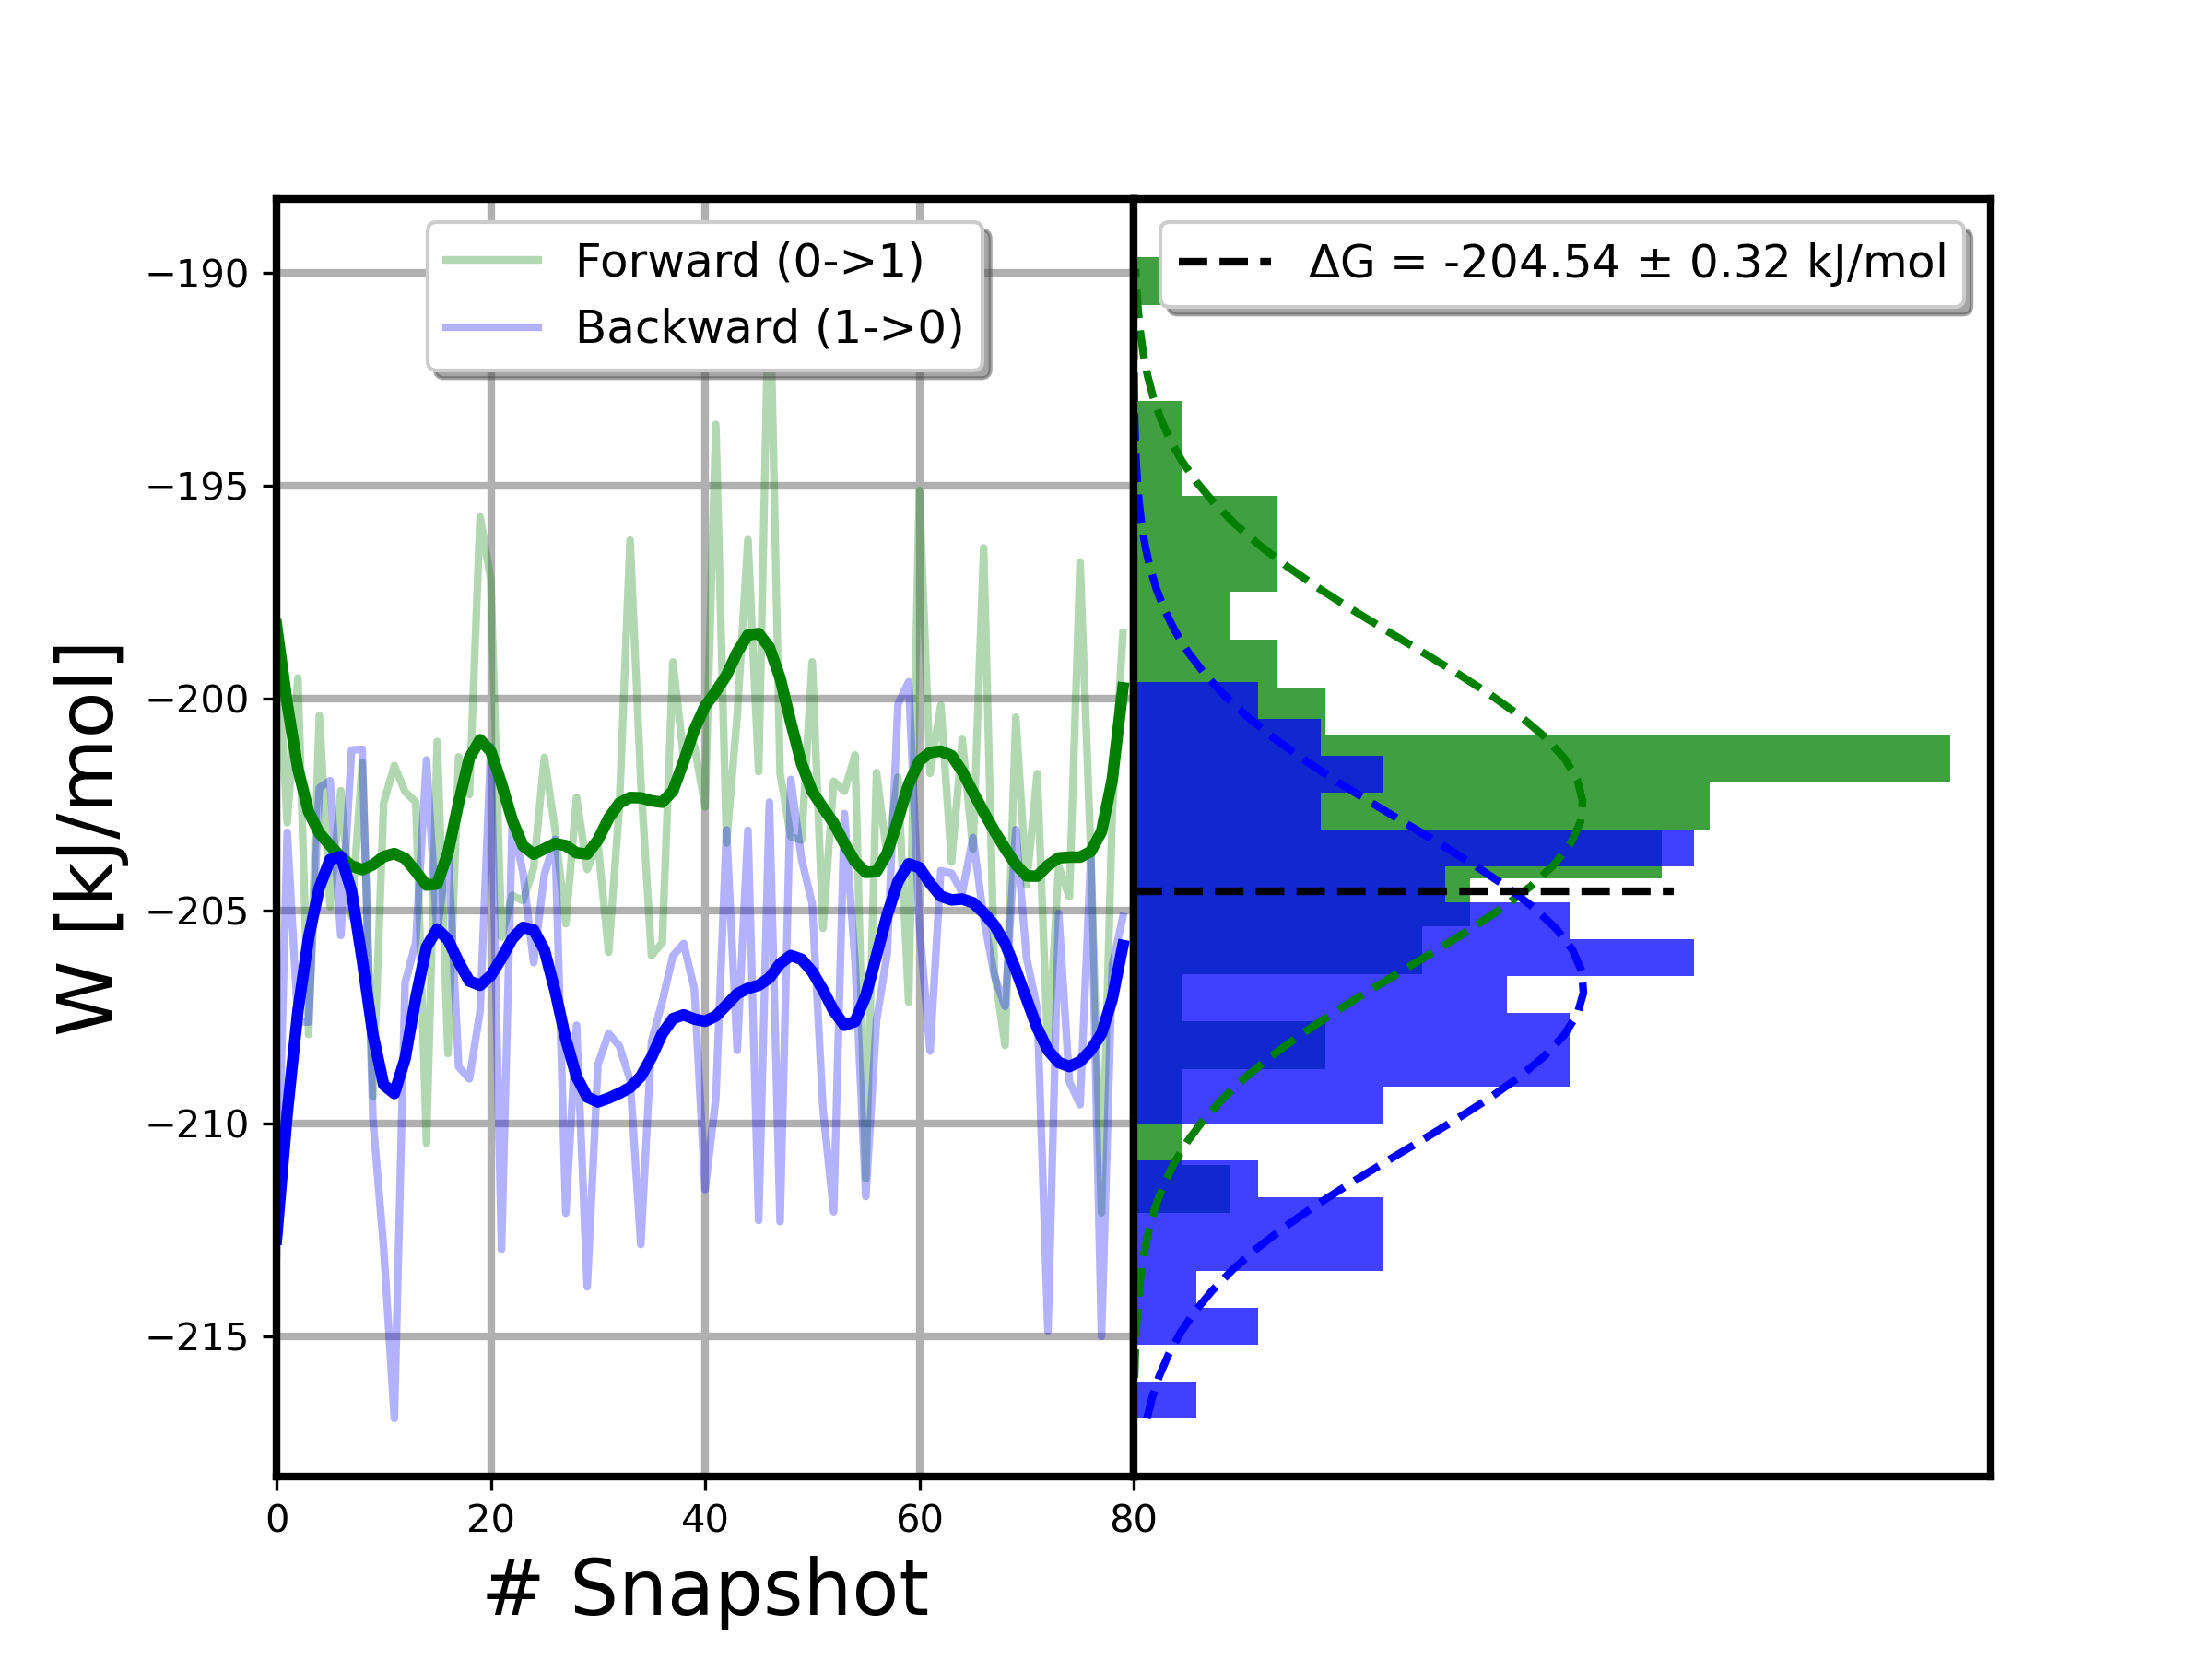 Forward (0->1)
Backward (1->0)
ΔG = -204.54 ± 0.32 kJ/mol
−190
−195
−200
−205
−210
−215
W [kJ/mol]
0 20 40 60 80
# Snapshot